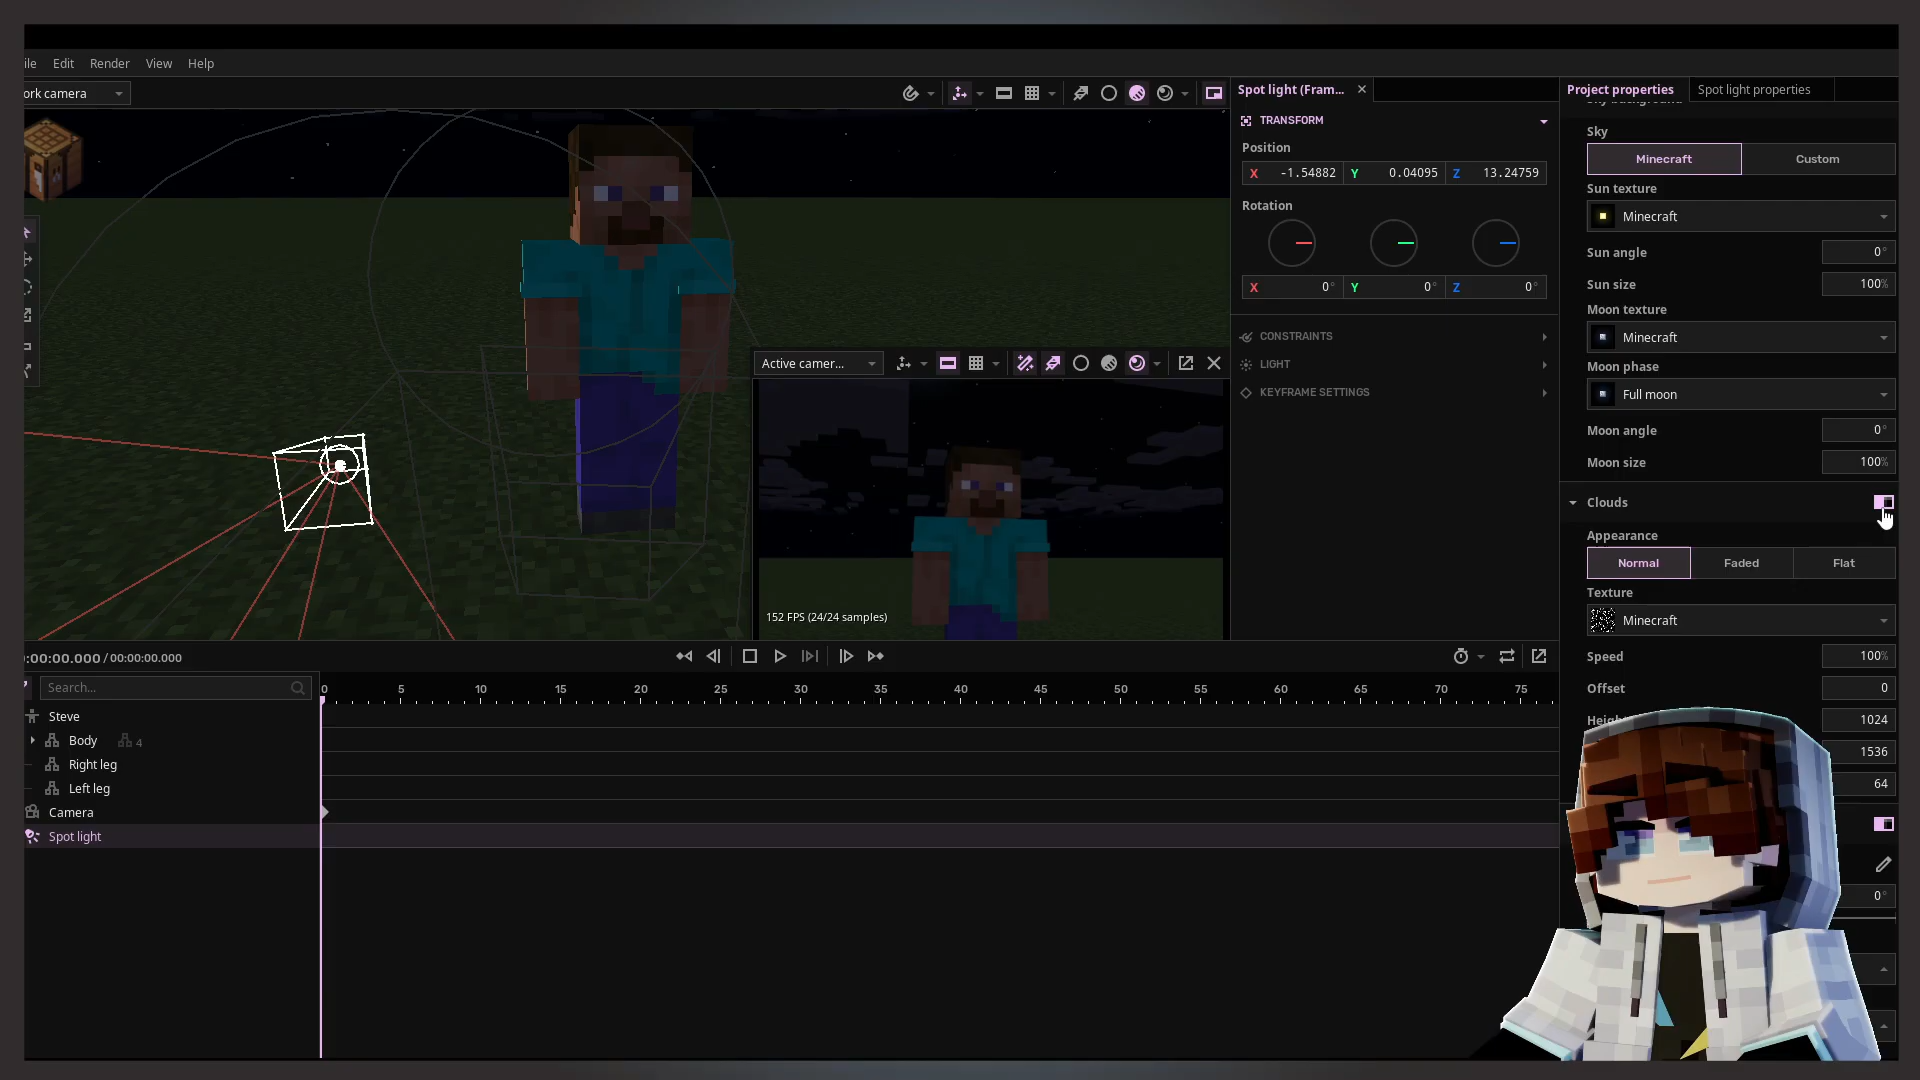 ile Edit Render View Help
ork camera
Spot light (Fram...
Project properties
Spot light properties
TRANSFORM
Position
X -1.54882 Y 0.04095 Z 13.24759
Rotation
X 0° Y 0° Z 0°
CONSTRAINTS
LIGHT
KEYFRAME SETTINGS
Active camer...
152 FPS (24/24 samples)
Sky background
Sky
Minecraft Custom
Sun texture
Minecraft
Sun angle 0°
Sun size 100%
Moon texture
Minecraft
Moon phase
Full moon
Moon angle 0°
Moon size 100%
Clouds
Appearance
Normal Faded Flat
Texture
Minecraft
Speed 100%
Offset 0
Heigh 1024
1536
64
0°
:00:00.000 / 00:00:00.000
Search...
0 5 10 15 20 25 30 35 40 45 50 55 60 65 70 75
Steve
Body 4
Right leg
Left leg
Camera
Spot light